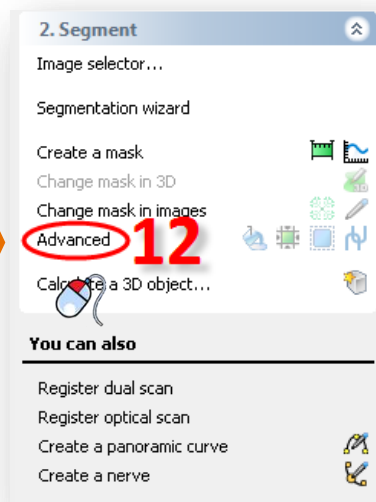 2. Segment
Image selector...
Segmentation wizard
Create a mask
Change mask in 3D
Change mask in images
Advanced 12
Calculate a 3D object...
You can also
Register dual scan
Register optical scan
Create a panoramic curve
Create a nerve